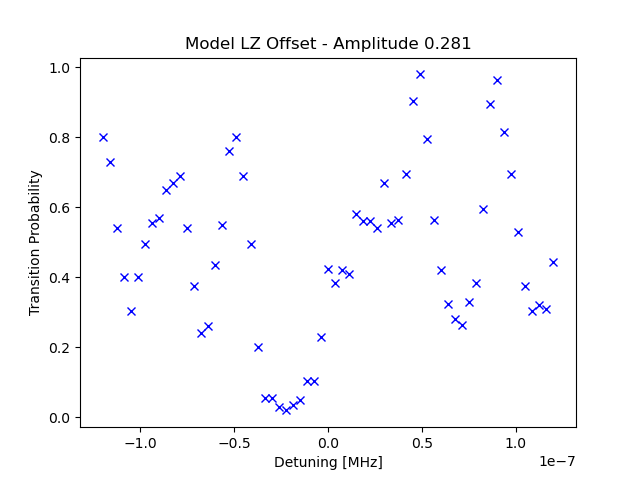 Model LZ Offset - Amplitude 0.281
Transition Probability
1.0
0.8
0.6
0.4
0.2
0.0
−1.0 −0.5 0.0 0.5 1.0
1e−7
Detuning [MHz]